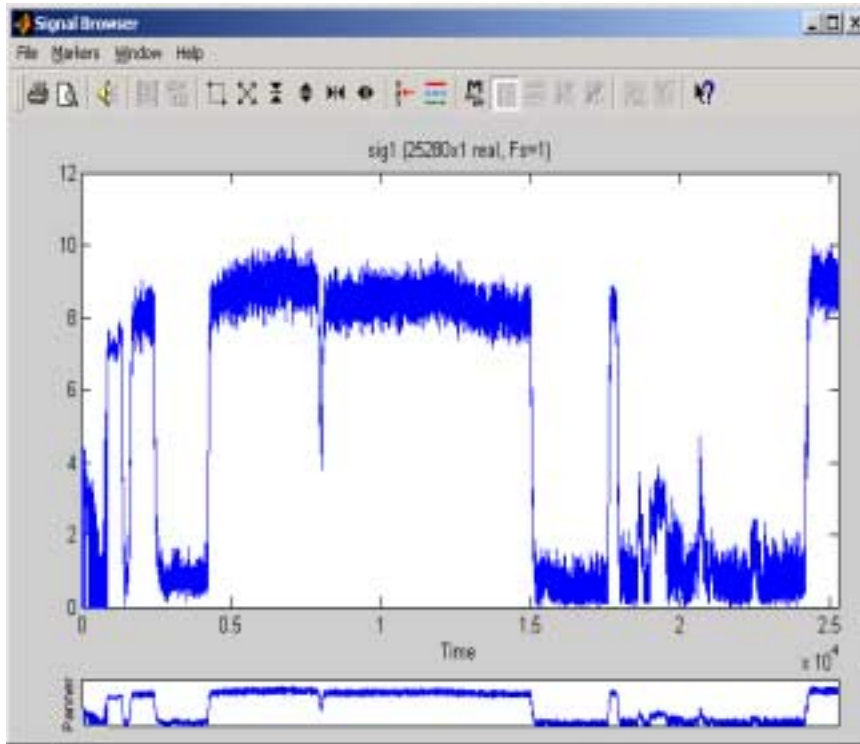 Signal Browser
File Markers Window Help
sig1 (25280x1 real, Fs=1)
12
10
8
6
4
2
0
0 0.5 1 1.5 2 2.5
Time
x 10^4
Panner